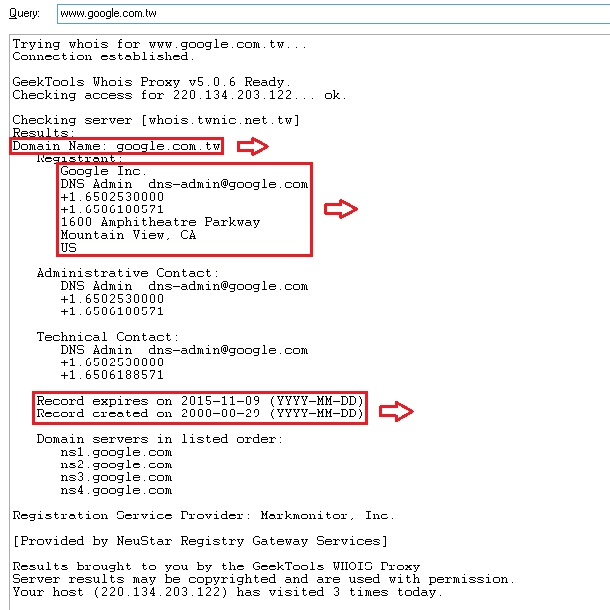 Query: www.google.com.tw
Trying whois for www.google.com.tw...
Connection established.
GeekTools Whois Proxy v5.0.6 Ready.
Checking access for 220.134.203.122... ok.
Checking server [whois.twnic.net.tw]
Results:
Domain Name: google.com.tw
Registrant:
Google Inc.
DNS Admin  dns-admin@google.com
+1.6502530000
+1.6506100571
1600 Amphitheatre Parkway
Mountain View, CA
US
Administrative Contact:
DNS Admin  dns-admin@google.com
+1.6502530000
+1.6506100571
Technical Contact:
DNS Admin  dns-admin@google.com
+1.6502530000
+1.6506188571
Record expires on 2015-11-09 (YYYY-MM-DD)
Record created on 2000-00-29 (YYYY-MM-DD)
Domain servers in listed order:
ns1.google.com
ns2.google.com
ns3.google.com
ns4.google.com
Registration Service Provider: Markmonitor, Inc.
[Provided by NeuStar Registry Gateway Services]
Results brought to you by the GeekTools WHOIS Proxy
Server results may be copyrighted and are used with permission.
Your host (220.134.203.122) has visited 3 times today.